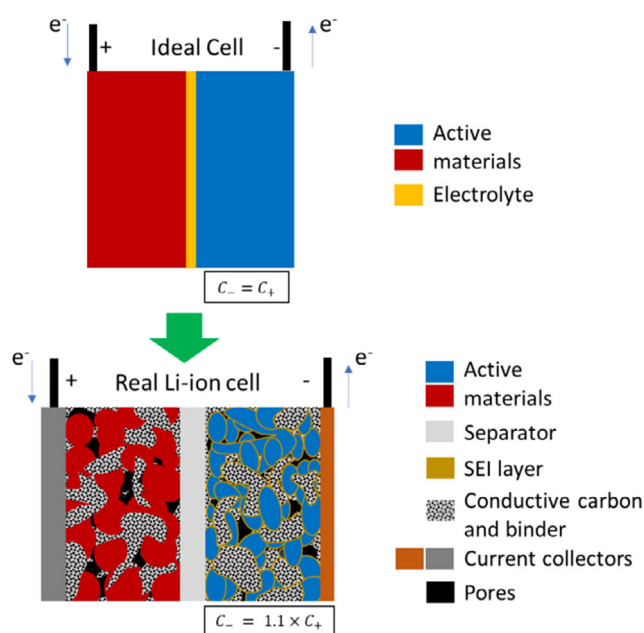 e⁻ e⁻
+ Ideal Cell -
Active
materials
Electrolyte
C₋ = C₊
e⁻ e⁻
+ Real Li-ion cell -
Active
materials
Separator
SEI layer
Conductive carbon
and binder
Current collectors
Pores
C₋ = 1.1 × C₊